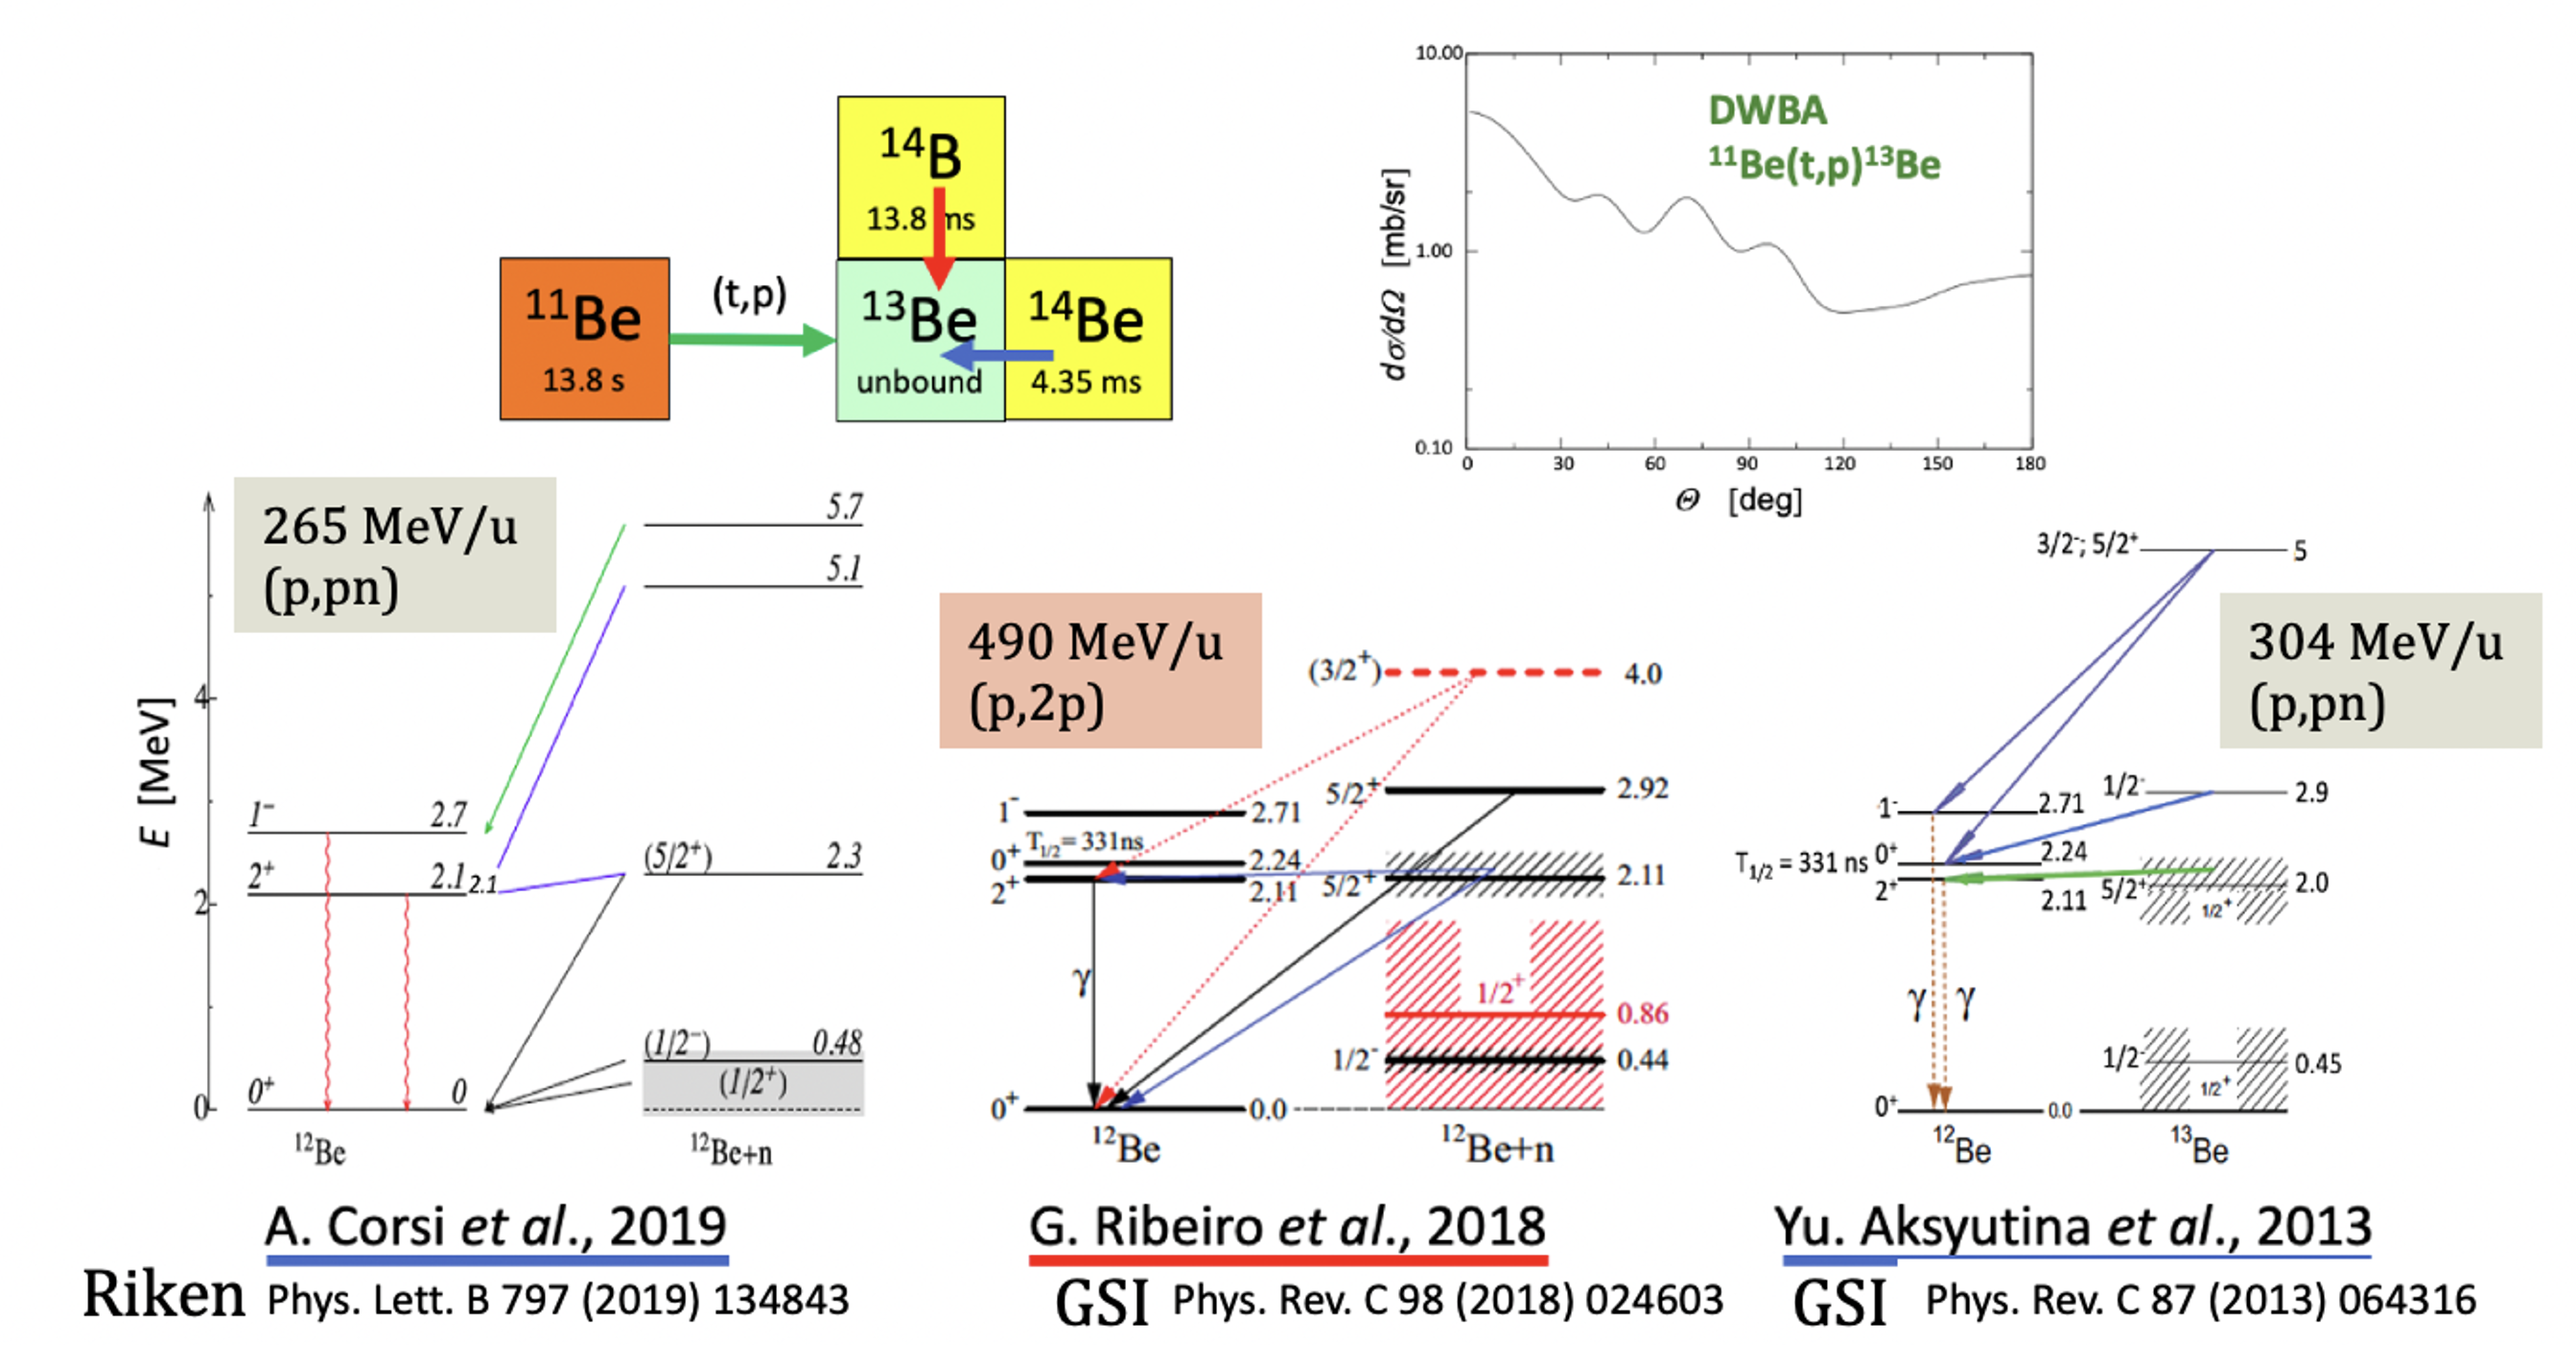 14B
13.8 ms
11Be
13.8 s
(t,p)
13Be
unbound
14Be
4.35 ms
10.00
1.00
0.10
dσ/dΩ [mb/sr]
DWBA
11Be(t,p)13Be
0 30 60 90 120 150 180
Θ [deg]
265 MeV/u
(p,pn)
E [MeV]
4
2
0
5.7
5.1
1- 2.7
2+ 2.1
2.1
(5/2+) 2.3
(1/2-) 0.48
(1/2+)
0+ 0
12Be
12Be+n
490 MeV/u
(p,2p)
(3/2+) 4.0
5/2+ 2.92
1- 2.71
T1/2= 331ns
0+ 2.24
2+ 2.11
5/2+ 2.11
γ
1/2+ 0.86
1/2- 0.44
0+ 0.0
12Be
12Be+n
304 MeV/u
(p,pn)
3/2-; 5/2+ 5
1/2- 2.9
1- 2.71
T1/2 = 331 ns 0+ 2.24
2+ 2.11
5/2+ 2.0
1/2+
γ γ
1/2- 0.45
1/2+
0+ 0.0
12Be
13Be
A. Corsi et al., 2019
Riken Phys. Lett. B 797 (2019) 134843
G. Ribeiro et al., 2018
GSI Phys. Rev. C 98 (2018) 024603
Yu. Aksyutina et al., 2013
GSI Phys. Rev. C 87 (2013) 064316